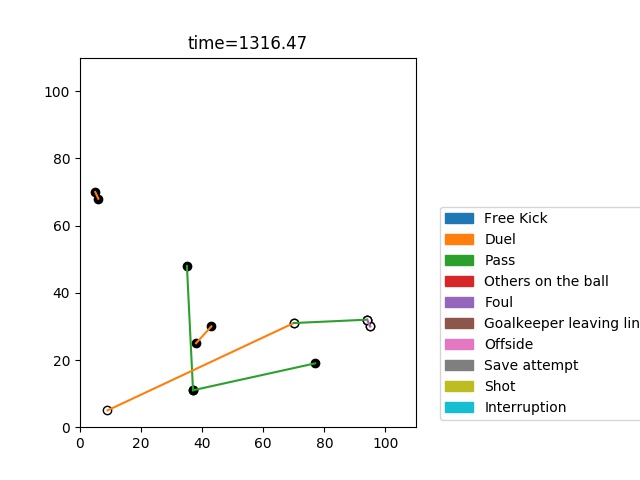 time=1316.47
100
80
60
40
20
0
0 20 40 60 80 100
Free Kick
Duel
Pass
Others on the ball
Foul
Goalkeeper leaving lin
Offside
Save attempt
Shot
Interruption